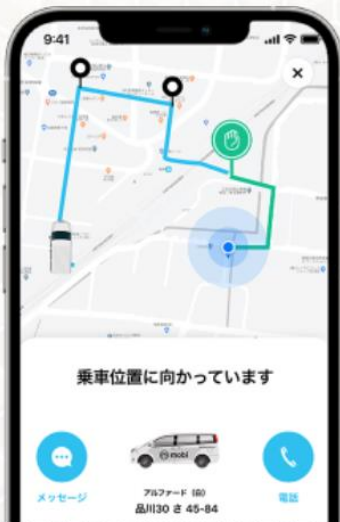 9:41
乗車位置に向かっています
mobi
メッセージ
アルファード (白)
電話
品川30 さ 45-84